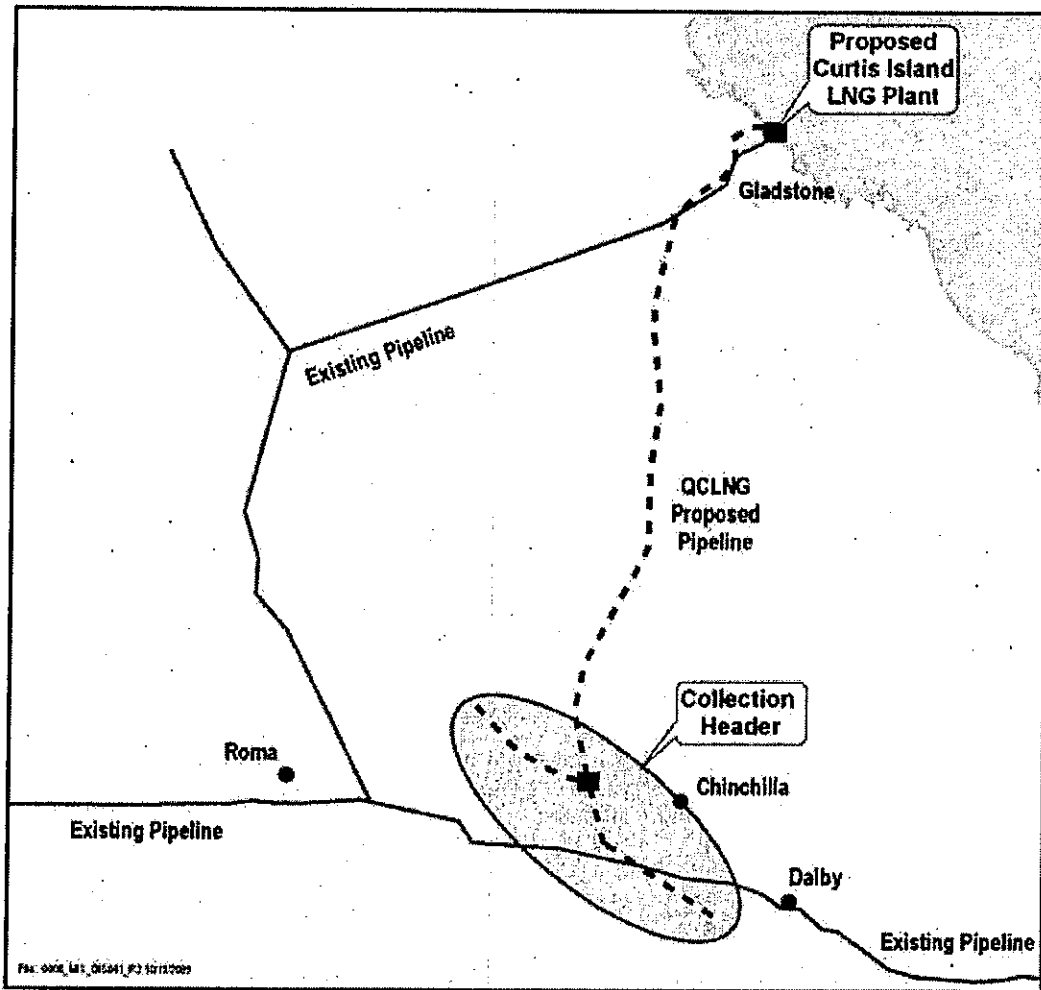 Proposed
Curtis Island
LNG Plant
Gladstone
Existing Pipeline
QCLNG
Proposed
Pipeline
Collection
Header
Roma
Chinchilla
Existing Pipeline
Dalby
Existing Pipeline